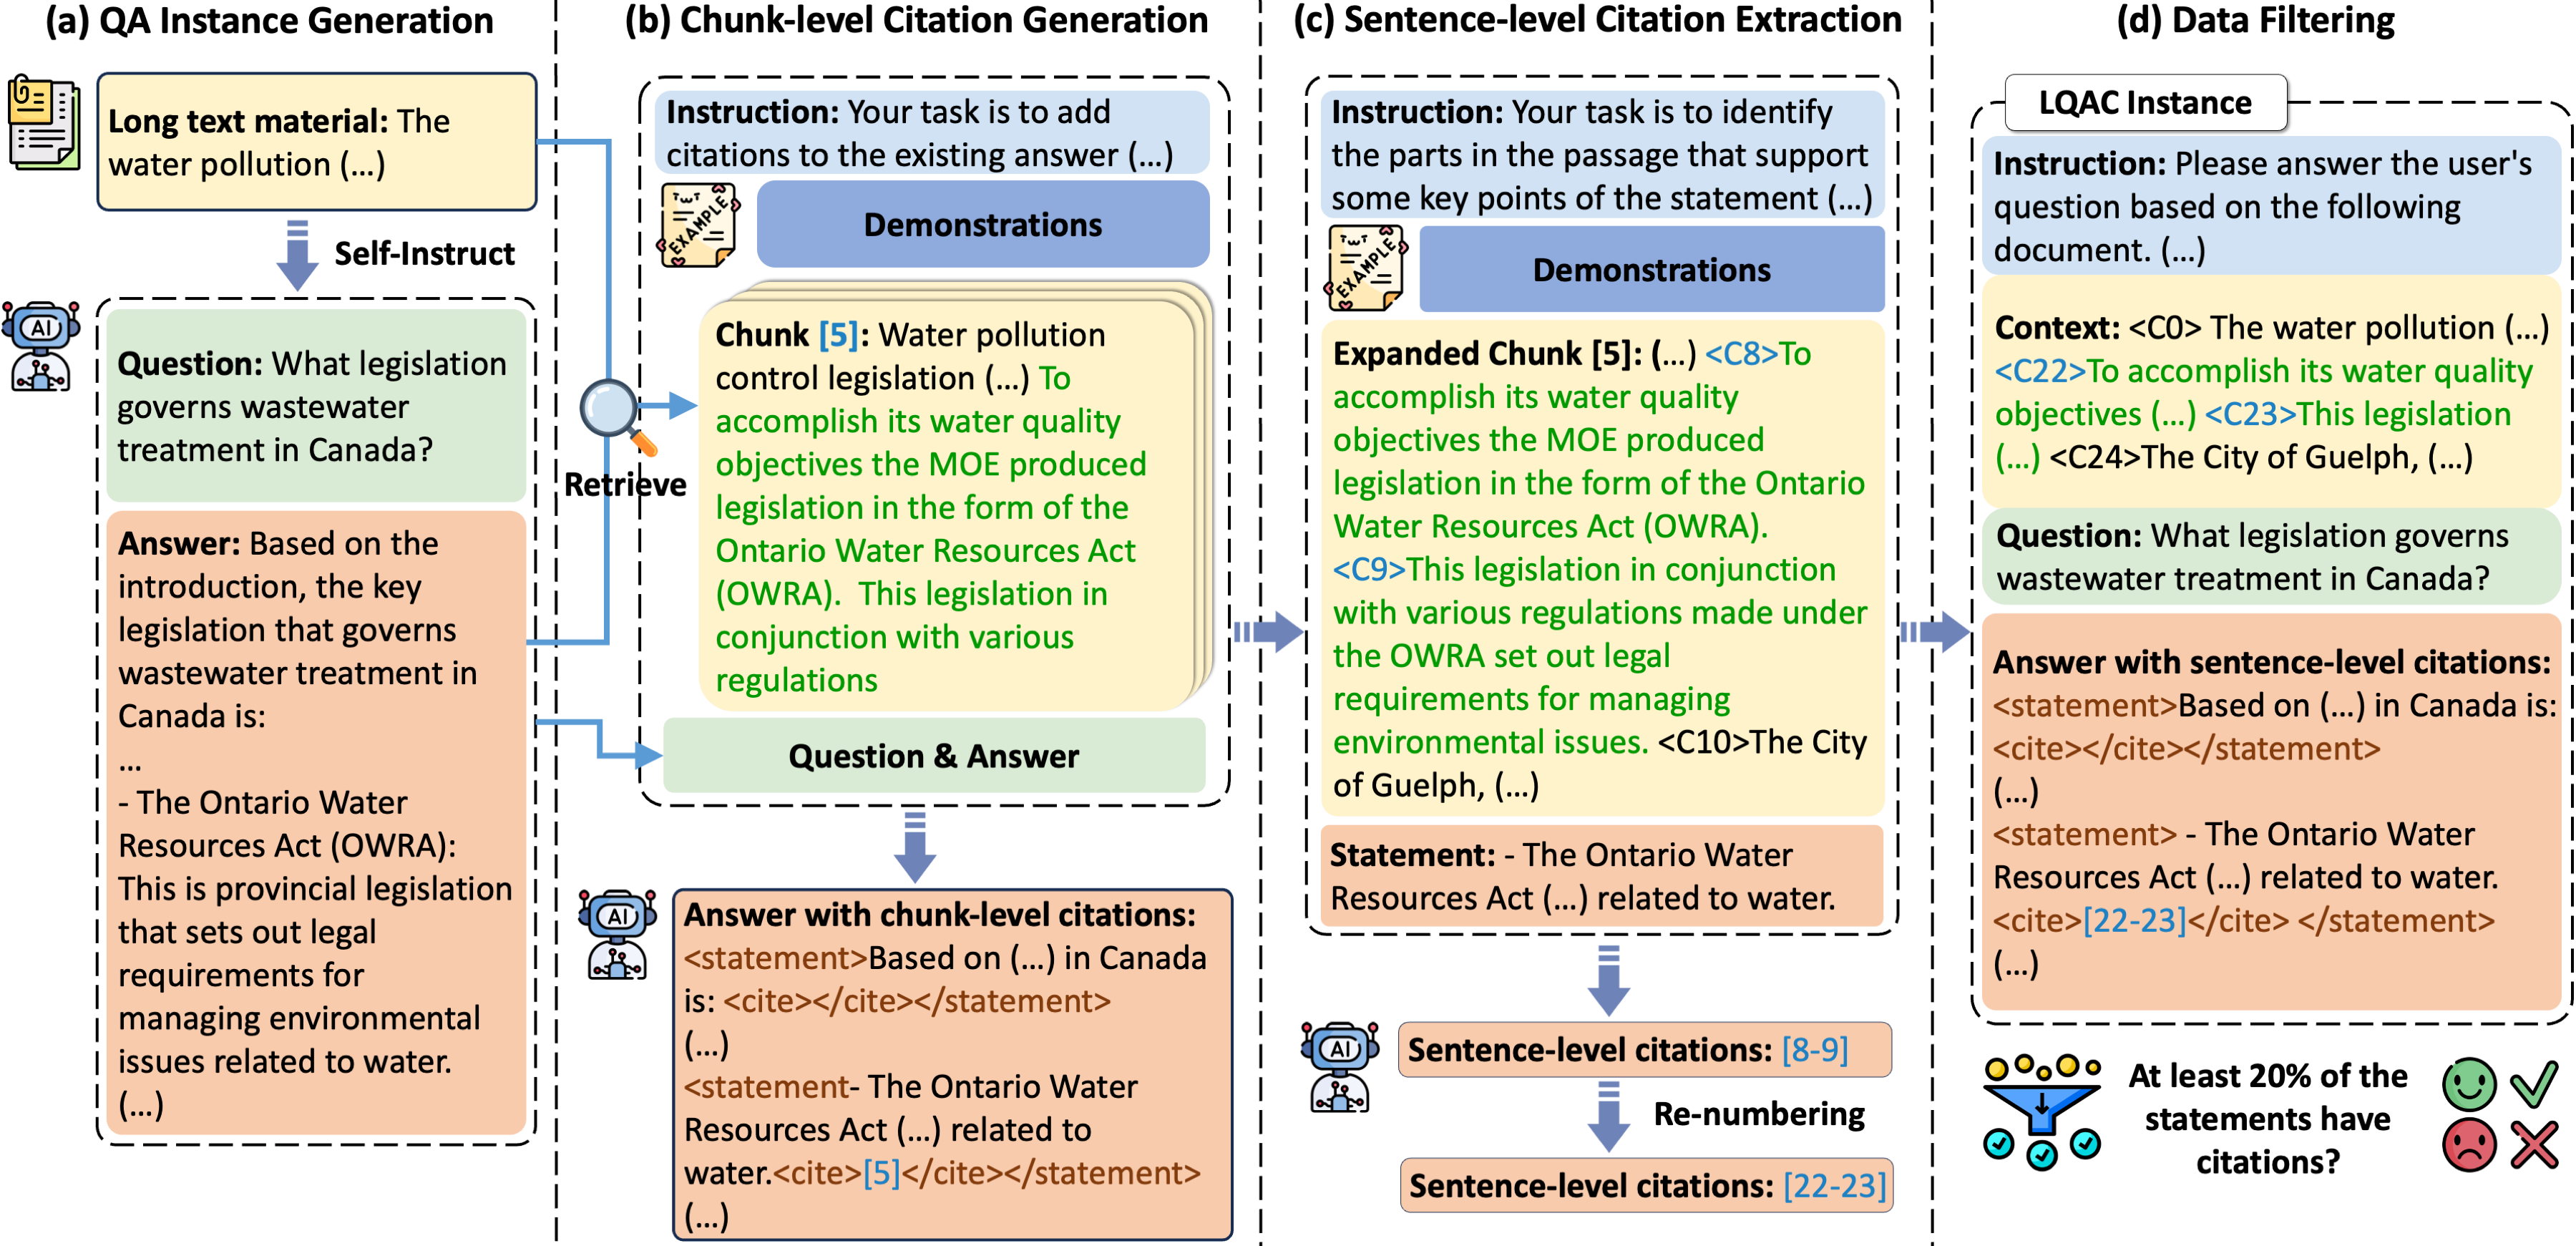 (a) QA Instance Generation
Long text material: The
water pollution (...)
Self-Instruct
AI
Question: What legislation
governs wastewater
treatment in Canada?
Answer: Based on the
introduction, the key
legislation that governs
wastewater treatment in
Canada is:
...
- The Ontario Water
Resources Act (OWRA):
This is provincial legislation
that sets out legal
requirements for
managing environmental
issues related to water.
(...)
Retrieve
(b) Chunk-level Citation Generation
Instruction: Your task is to add
citations to the existing answer (...)
TwT
EXAMPLE
Demonstrations
Chunk [5]: Water pollution
control legislation (...) To
accomplish its water quality
objectives the MOE produced
legislation in the form of the
Ontario Water Resources Act
(OWRA).  This legislation in
conjunction with various
regulations
Question & Answer
AI
Answer with chunk-level citations:
<statement>Based on (...) in Canada
is: <cite></cite></statement>
(...)
<statement- The Ontario Water
Resources Act (...) related to
water.<cite>[5]</cite></statement>
(...)
(c) Sentence-level Citation Extraction
Instruction: Your task is to identify
the parts in the passage that support
some key points of the statement (...)
TwT
EXAMPLE
Demonstrations
Expanded Chunk [5]: (...) <C8>To
accomplish its water quality
objectives the MOE produced
legislation in the form of the Ontario
Water Resources Act (OWRA).
<C9>This legislation in conjunction
with various regulations made under
the OWRA set out legal
requirements for managing
environmental issues. <C10>The City
of Guelph, (...)
Statement: - The Ontario Water
Resources Act (...) related to water.
AI
Sentence-level citations: [8-9]
Re-numbering
Sentence-level citations: [22-23]
(d) Data Filtering
LQAC Instance
Instruction: Please answer the user's
question based on the following
document. (...)
Context: <C0> The water pollution (...)
<C22>To accomplish its water quality
objectives (...) <C23>This legislation
(...) <C24>The City of Guelph, (...)
Question: What legislation governs
wastewater treatment in Canada?
Answer with sentence-level citations:
<statement>Based on (...) in Canada is:
<cite></cite></statement>
(...)
<statement> - The Ontario Water
Resources Act (...) related to water.
<cite>[22-23]</cite> </statement>
(...)
At least 20% of the
statements have
citations?